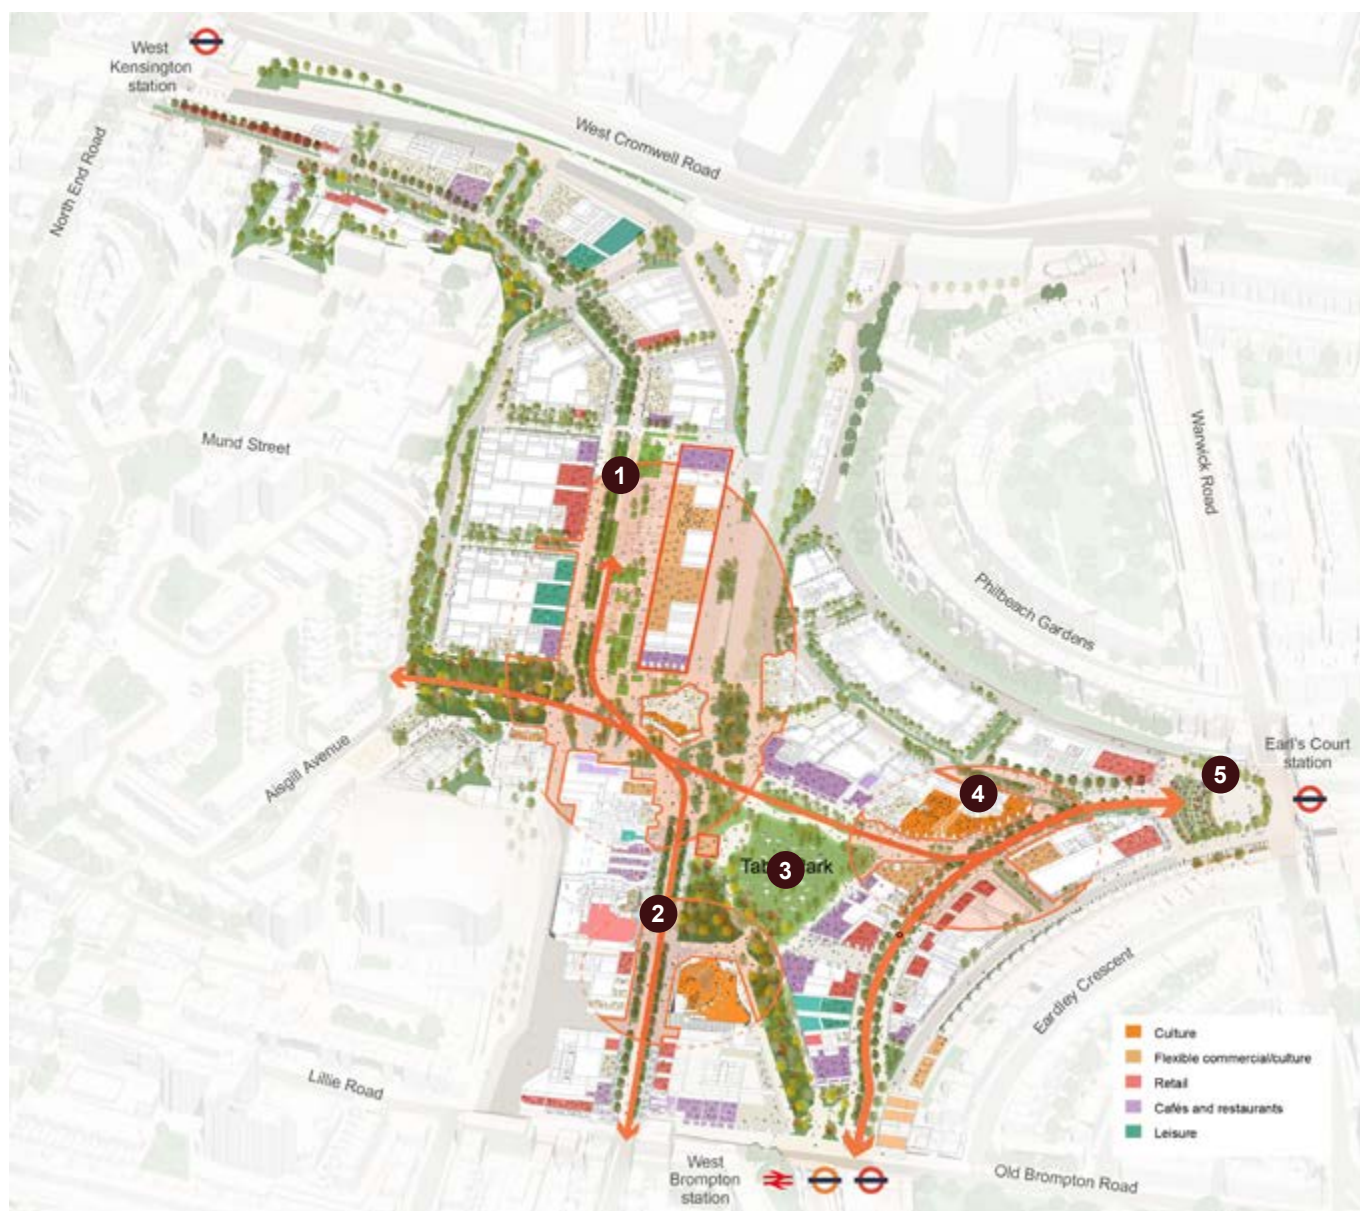 West
Kensington
station
West Cromwell Road
North End Road
Mund Street
Warwick Road
1
Philbeach Gardens
Aisgill Avenue
Earl's Court
station
5
4
3
2
Eardley Crescent
Culture
Flexible commercial/culture
Retail
Cafés and restaurants
Leisure
Lillie Road
West
Brompton
station
Old Brompton Road